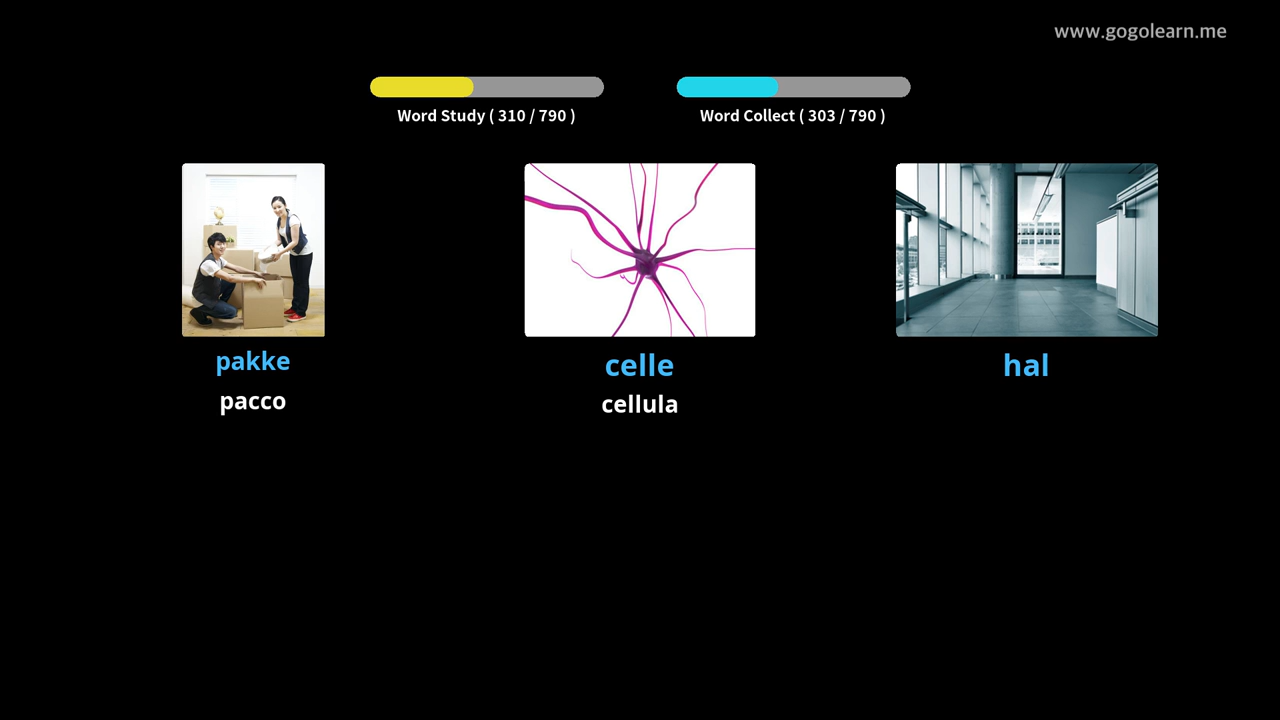 www.gogolearn.me
Word Study ( 310 / 790 )
Word Collect ( 303 / 790 )
pakke
celle
hal
pacco
cellula